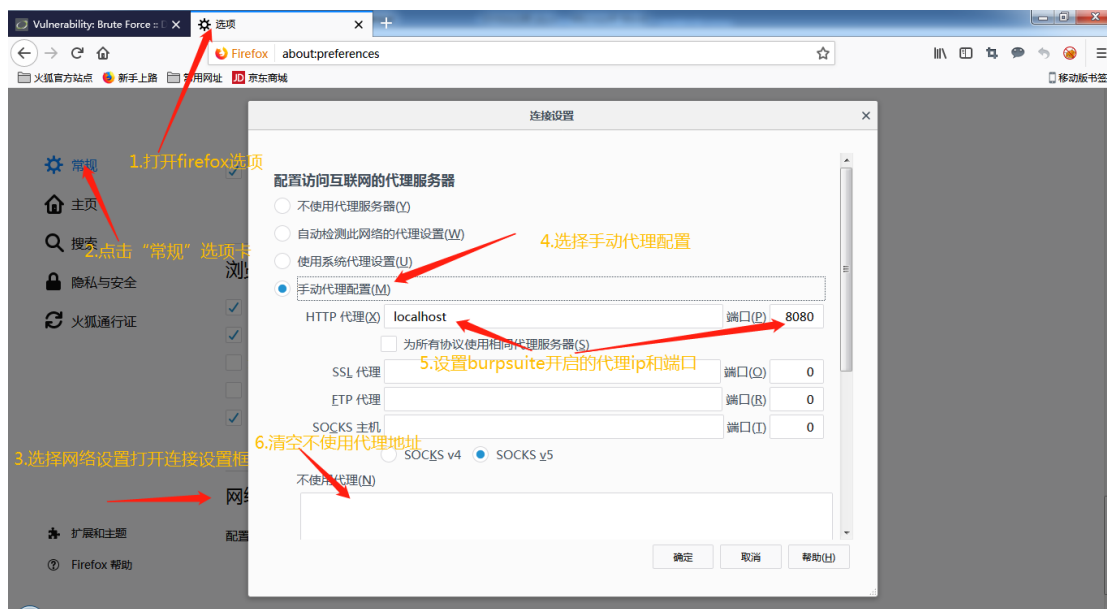 Vulnerability: Brute Force :: D
选项
Firefox
about:preferences
火狐官方站点
新手上路
常用网址
JD
京东商城
移动版书签
连接设置
常规
1.打开firefox选项
配置访问互联网的代理服务器
主页
不使用代理服务器(Y)
搜索
2.点击“常规”选项卡
自动检测此网络的代理设置(W)
4.选择手动代理配置
浏
使用系统代理设置(U)
隐私与安全
手动代理配置(M)
火狐通行证
HTTP 代理(X)
localhost
端口(P)
8080
为所有协议使用相同代理服务器(S)
5.设置burpsuite开启的代理ip和端口
SSL 代理
端口(O)
0
FTP 代理
端口(R)
0
SOCKS 主机
端口(T)
0
6.清空不使用代理地址
SOCKS v4
SOCKS v5
3.选择网络设置打开连接设置框
不使用代理(N)
网络
扩展和主题
配置
确定
取消
帮助(H)
Firefox 帮助